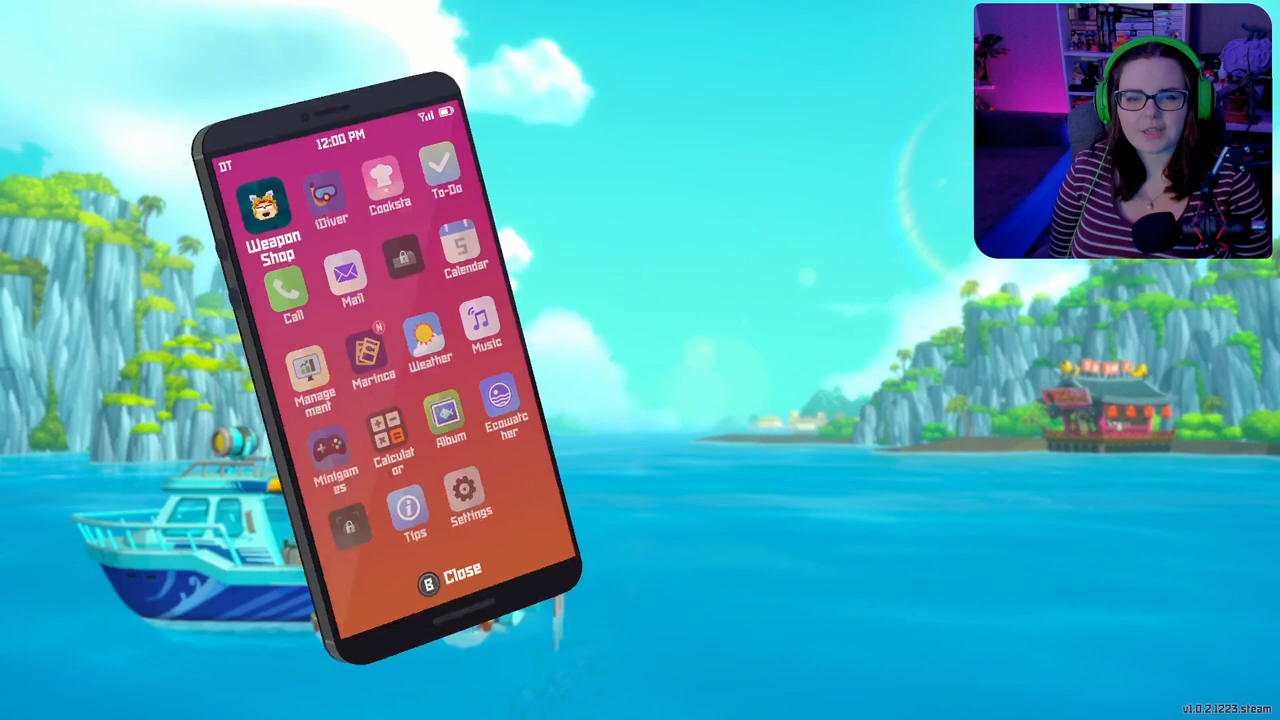 DT
12:00 PM
Weapon
Shop
iDiver
Cooksta
To-Do
Call
Mail
5
Calendar
Manage
ment
N
Marinca
Weather
Music
Minigam
es
Calculat
or
Album
Ecowatc
her
Tips
Settings
B Close
v1.0.2.1223.steam